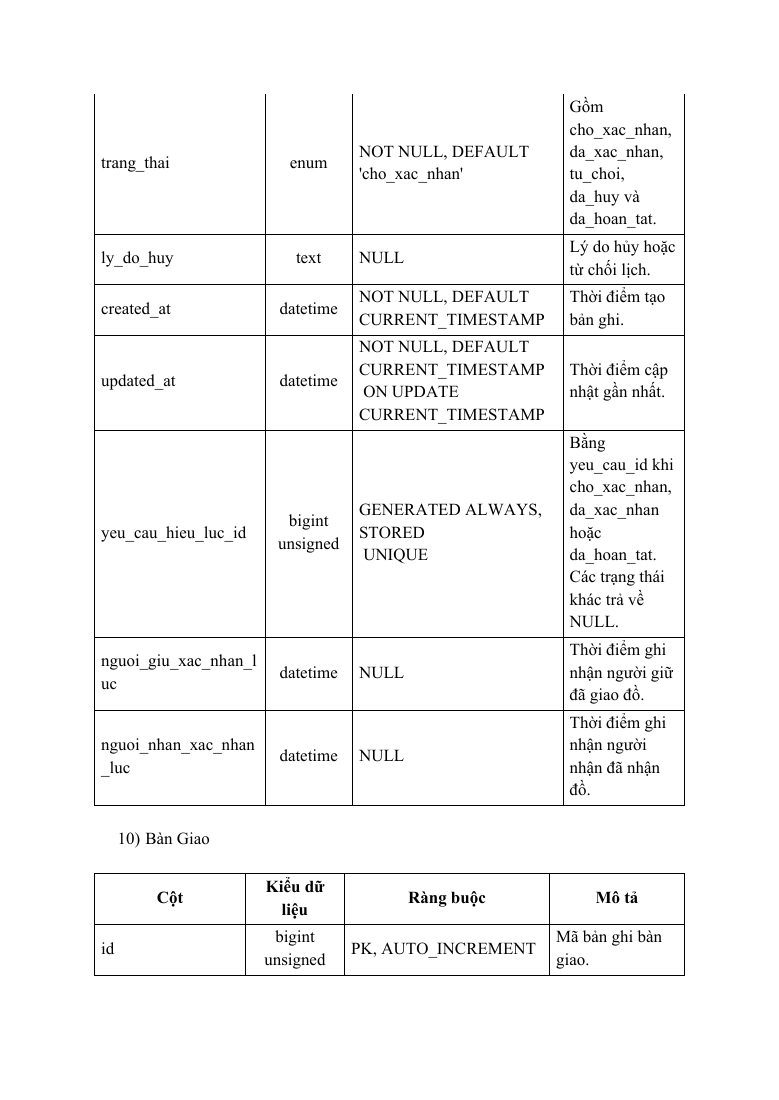 trang_thai
enum
NOT NULL, DEFAULT
'cho_xac_nhan'
Gồm
cho_xac_nhan,
da_xac_nhan,
tu_choi,
da_huy và
da_hoan_tat.
ly_do_huy
text
NULL
Lý do hủy hoặc
từ chối lịch.
created_at
datetime
NOT NULL, DEFAULT
CURRENT_TIMESTAMP
Thời điểm tạo
bản ghi.
updated_at
datetime
NOT NULL, DEFAULT
CURRENT_TIMESTAMP
ON UPDATE
CURRENT_TIMESTAMP
Thời điểm cập
nhật gần nhất.
yeu_cau_hieu_luc_id
bigint
unsigned
GENERATED ALWAYS,
STORED
UNIQUE
Bằng
yeu_cau_id khi
cho_xac_nhan,
da_xac_nhan
hoặc
da_hoan_tat.
Các trạng thái
khác trả về
NULL.
nguoi_giu_xac_nhan_l
uc
datetime
NULL
Thời điểm ghi
nhận người giữ
đã giao đồ.
nguoi_nhan_xac_nhan
_luc
datetime
NULL
Thời điểm ghi
nhận người
nhận đã nhận
đồ.
10) Bàn Giao
Cột
Kiểu dữ
liệu
Ràng buộc
Mô tả
id
bigint
unsigned
PK, AUTO_INCREMENT
Mã bản ghi bàn
giao.